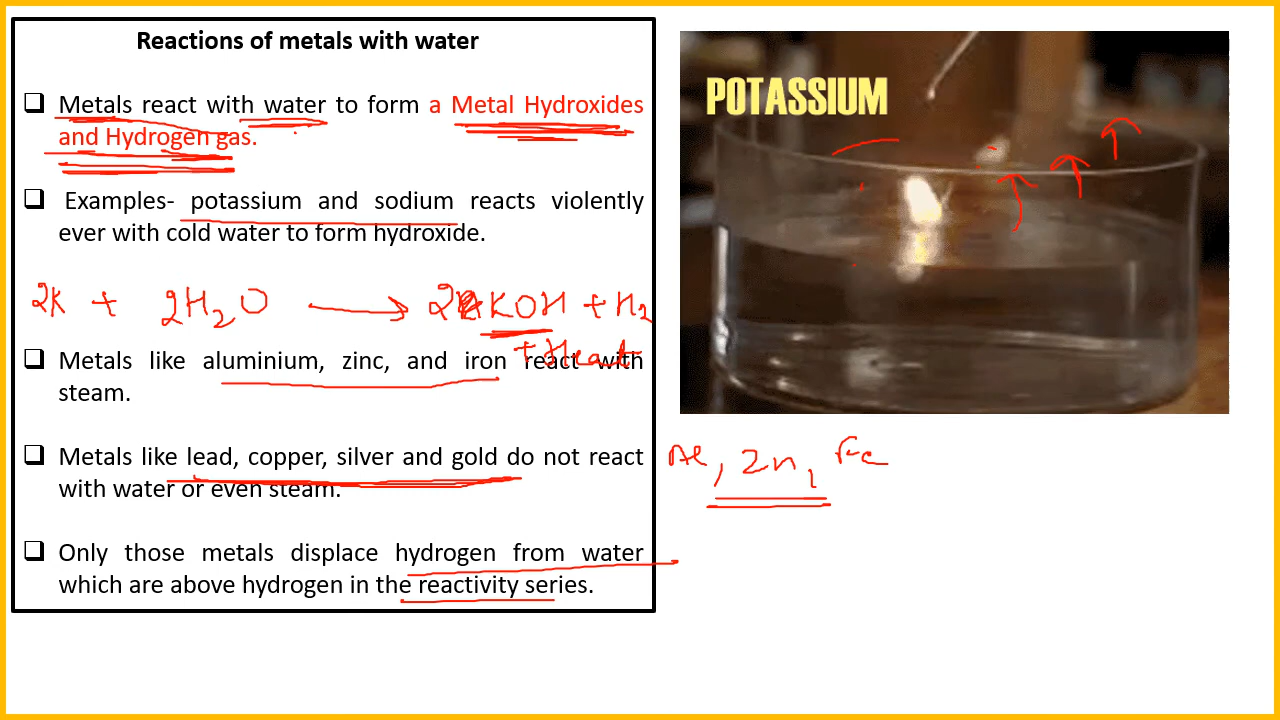 Reactions of metals with water
❑ Metals react with water to form a Metal Hydroxides
and Hydrogen gas.
❑ Examples- potassium and sodium reacts violently
ever with cold water to form hydroxide.
2K + 2H₂O ⟶ 2KOH + H₂
+ Heat
❑ Metals like aluminium, zinc, and iron react with
steam.
❑ Metals like lead, copper, silver and gold do not react
with water or even steam.
❑ Only those metals displace hydrogen from water
which are above hydrogen in the reactivity series.
POTASSIUM
Al, Zn, Fe